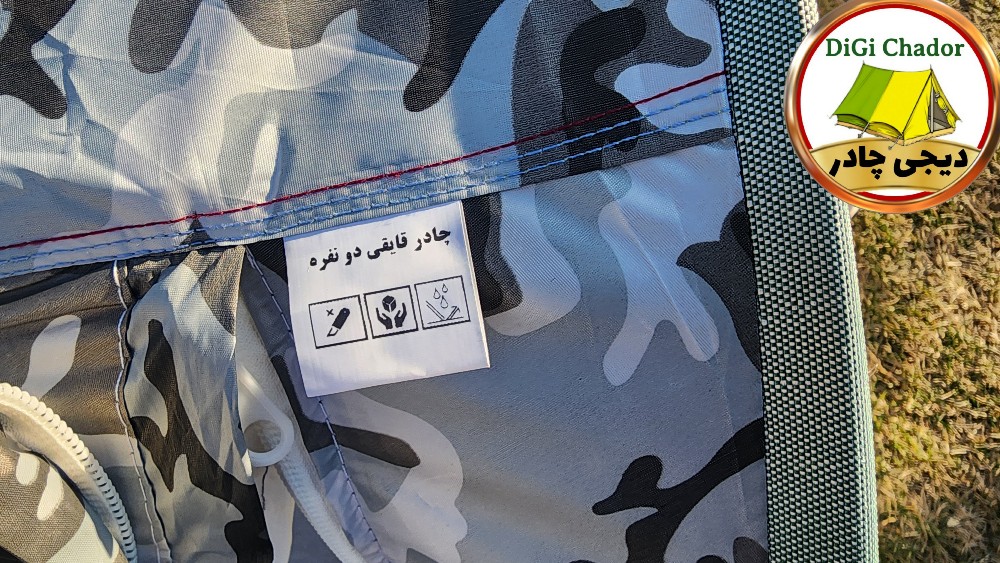 DiGi Chador
دیجی چادر
چادر قایقی دو نفره